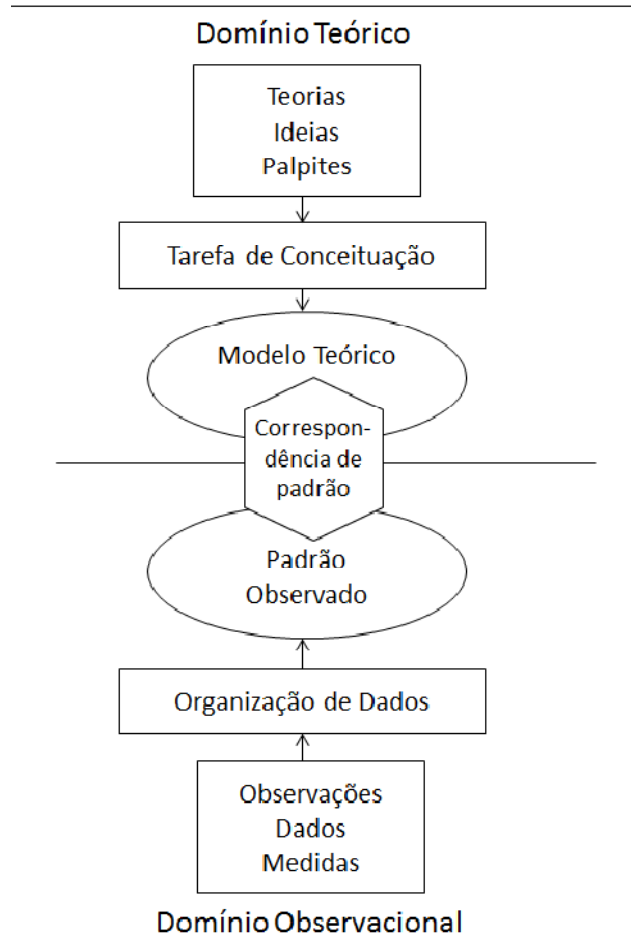 Domínio Teórico
Teorias
Ideias
Palpites
Tarefa de Conceituação
Modelo Teórico
Correspon-
dência de
padrão
Padrão
Observado
Organização de Dados
Observações
Dados
Medidas
Domínio Observacional